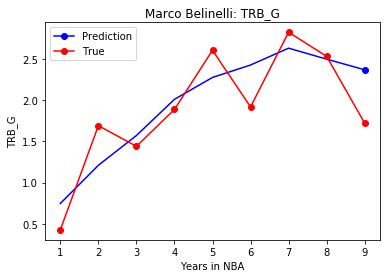 Marco Belinelli: TRB_G
Prediction
True
TRB_G
2.5
2.0
1.5
1.0
0.5
1 2 3 4 5 6 7 8 9
Years in NBA